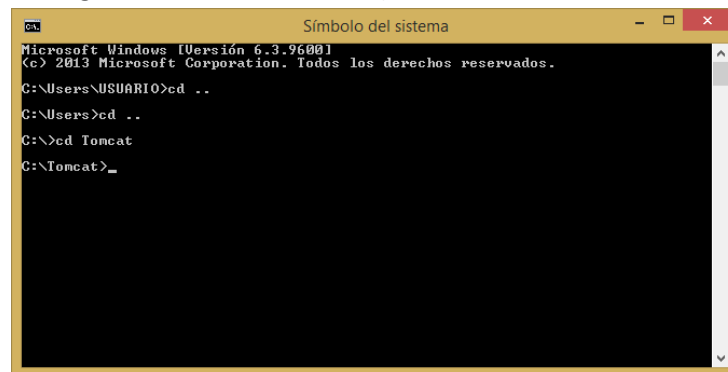 Símbolo del sistema
Microsoft Windows [Versión 6.3.9600]
(c) 2013 Microsoft Corporation. Todos los derechos reservados.
C:\Users\USUARIO>cd ..
C:\Users>cd ..
C:\>cd Tomcat
C:\Tomcat>_